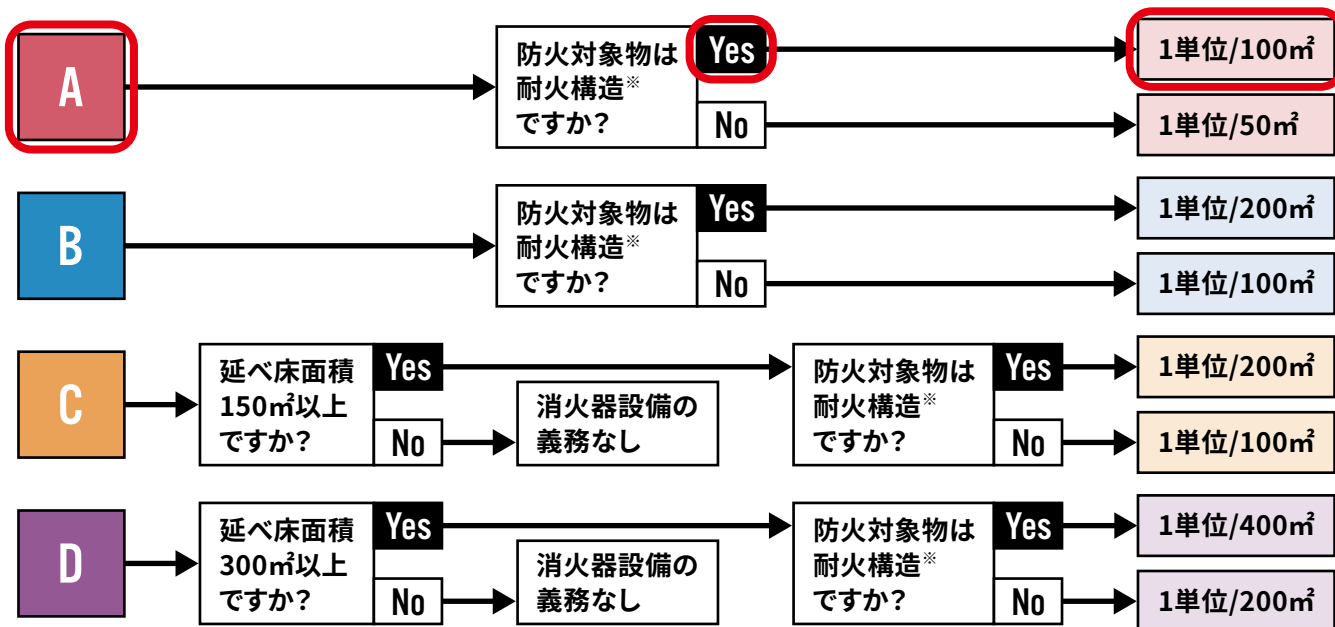 A
防火対象物は
耐火構造※
ですか？
Yes
No
1単位/100㎡
1単位/50㎡
B
防火対象物は
耐火構造※
ですか？
Yes
No
1単位/200㎡
1単位/100㎡
C
延べ床面積
150㎡以上
ですか？
Yes
No
消火器設備の
義務なし
防火対象物は
耐火構造※
ですか？
Yes
No
1単位/200㎡
1単位/100㎡
D
延べ床面積
300㎡以上
ですか？
Yes
No
消火器設備の
義務なし
防火対象物は
耐火構造※
ですか？
Yes
No
1単位/400㎡
1単位/200㎡